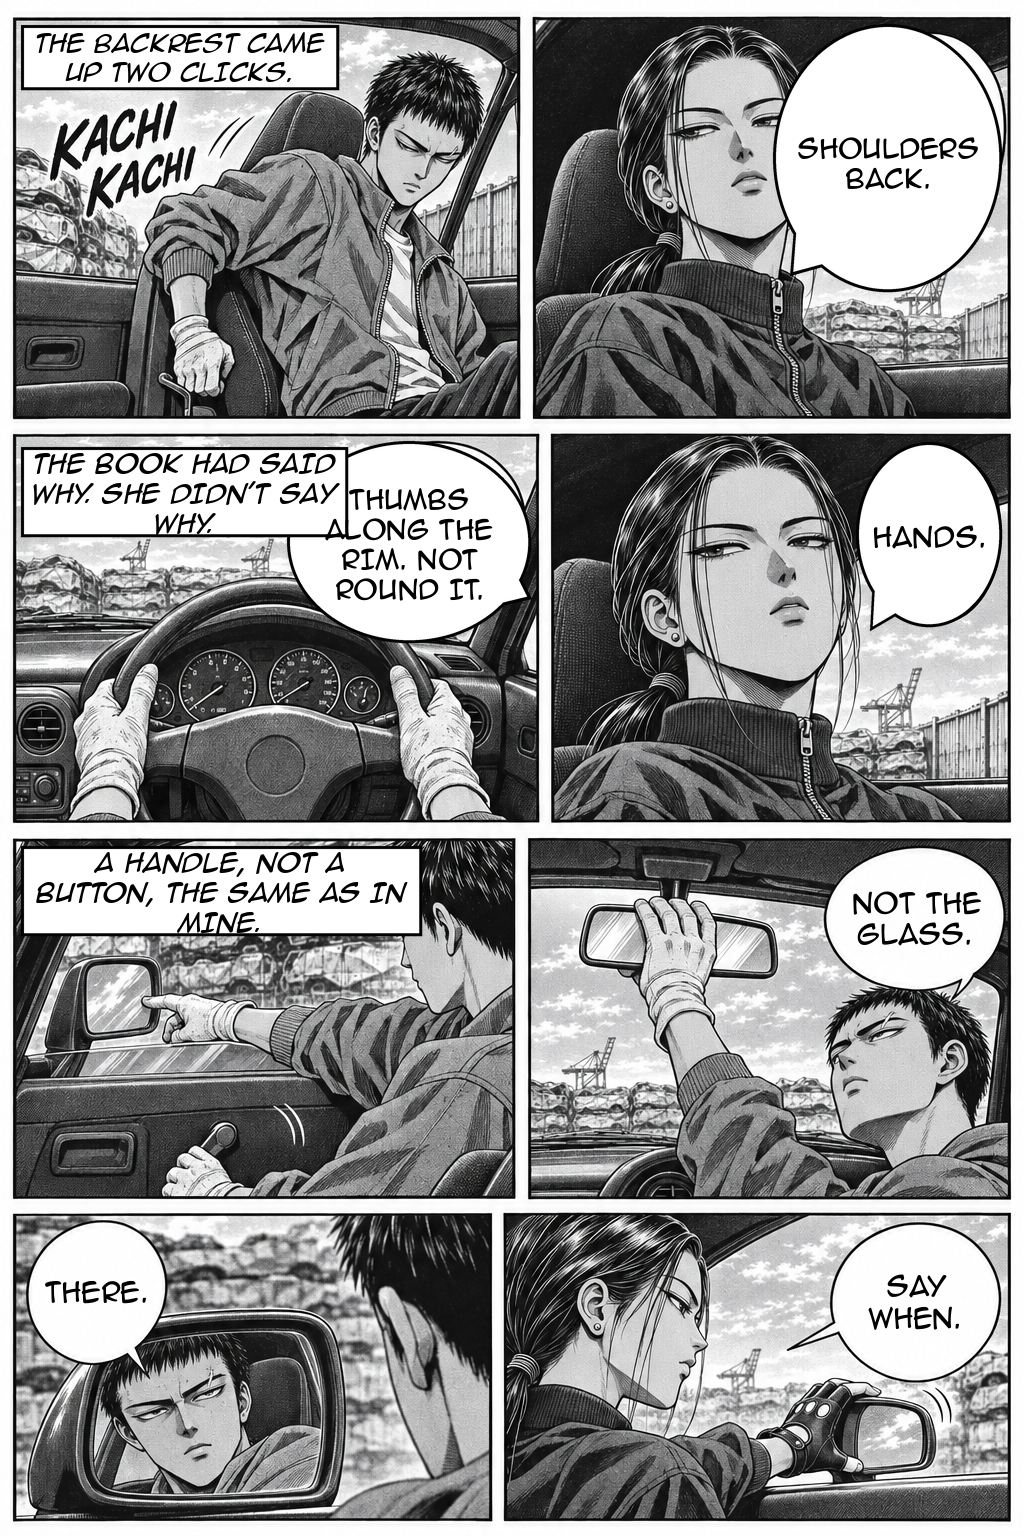 THE BACKREST CAME
UP TWO CLICKS.
KACHI
KACHI
SHOULDERS
BACK.
THE BOOK HAD SAID
WHY. SHE DIDN'T SAY
WHY.
THUMBS
ALONG THE
RIM. NOT
ROUND IT.
HANDS.
A HANDLE, NOT A
BUTTON, THE SAME AS IN
MINE.
NOT THE
GLASS.
THERE.
SAY
WHEN.